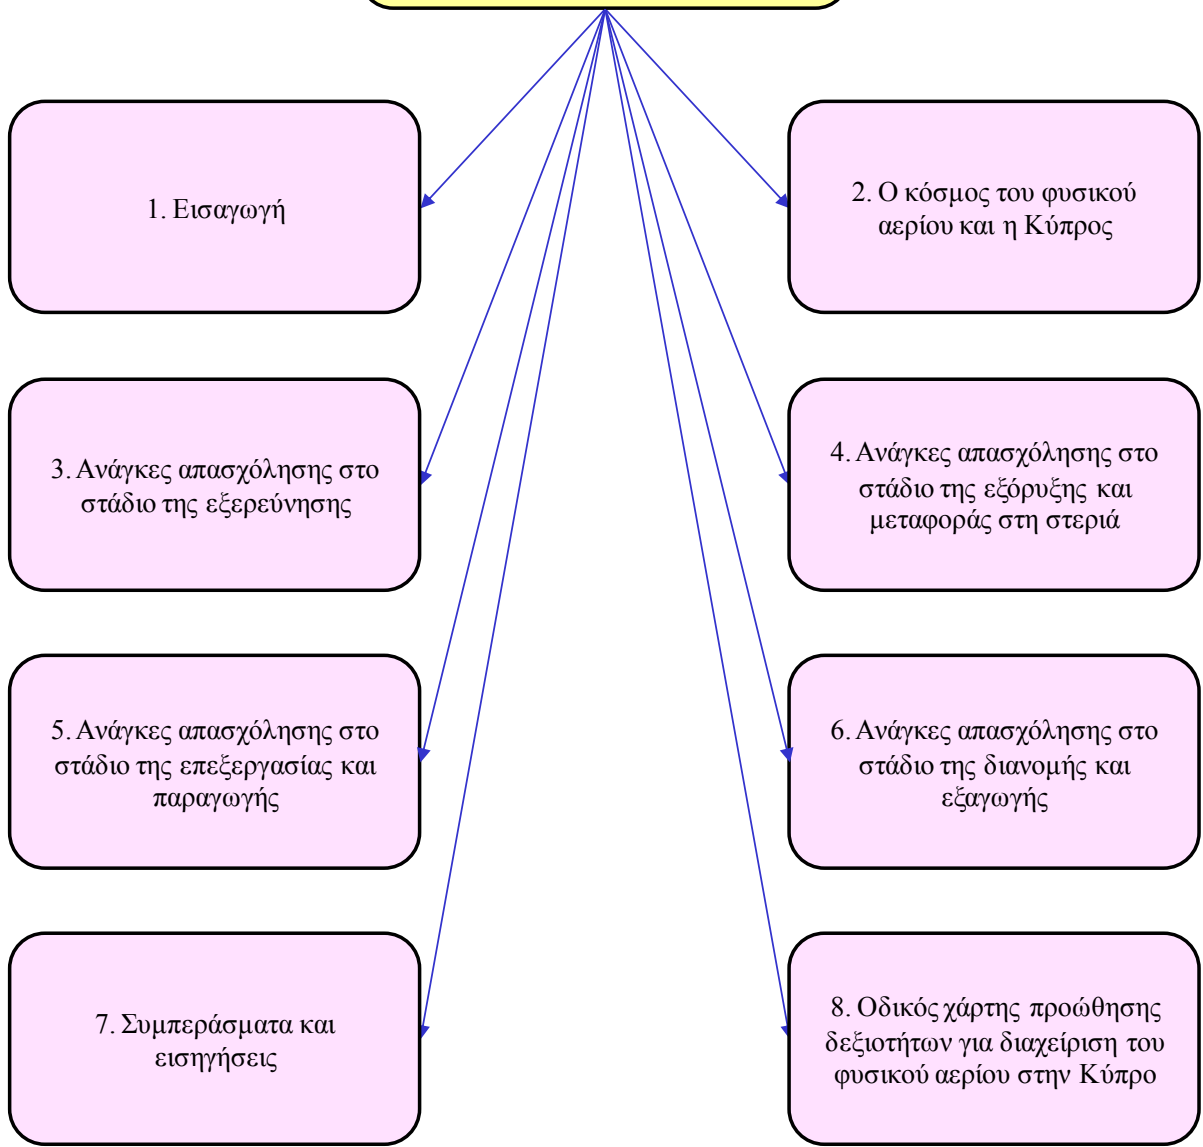 1. Εισαγωγή
2. Ο κόσμος του φυσικού
αερίου και η Κύπρος
3. Ανάγκες απασχόλησης στο
στάδιο της εξερεύνησης
4. Ανάγκες απασχόλησης στο
στάδιο της εξόρυξης και
μεταφοράς στη στεριά
5. Ανάγκες απασχόλησης στο
στάδιο της επεξεργασίας και
παραγωγής
6. Ανάγκες απασχόλησης στο
στάδιο της διανομής και
εξαγωγής
7. Συμπεράσματα και
εισηγήσεις
8. Οδικός χάρτης προώθησης
δεξιοτήτων για διαχείριση του
φυσικού αερίου στην Κύπρο